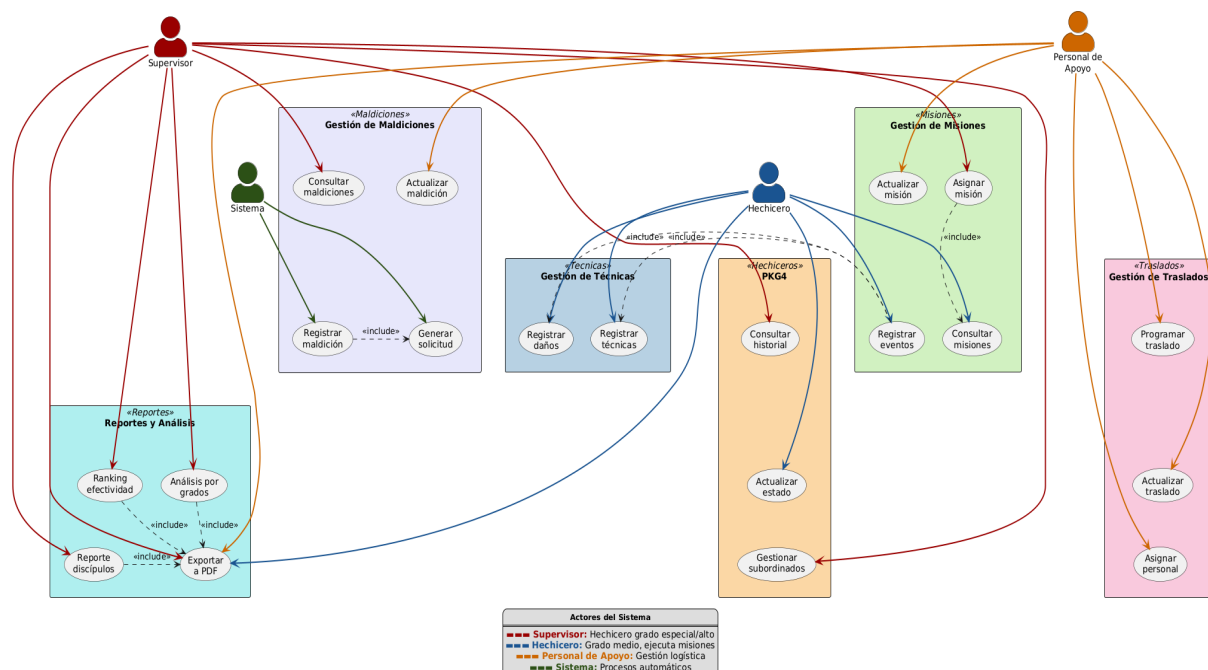 Supervisor
Personal de
Apoyo
«Maldiciones»
Gestión de Maldiciones
Consultar
maldiciones
Actualizar
maldición
Sistema
Registrar
maldición
«include»
Generar
solicitud
Hechicero
«Misiones»
Gestión de Misiones
Actualizar
misión
Asignar
misión
«include»
Registrar
eventos
Consultar
misiones
«include»
«include»
«Tecnicas»
Gestión de Técnicas
Registrar
daños
Registrar
técnicas
«Hechiceros»
PKG4
Consultar
historial
Actualizar
estado
Gestionar
subordinados
«Traslados»
Gestión de Traslados
Programar
traslado
Actualizar
traslado
Asignar
personal
«Reportes»
Reportes y Análisis
Ranking
efectividad
Análisis por
grados
«include»
«include»
Reporte
discípulos
«include»
Exportar
a PDF
Actores del Sistema
Supervisor: Hechicero grado especial/alto
Hechicero: Grado medio, ejecuta misiones
Personal de Apoyo: Gestión logística
Sistema: Procesos automáticos